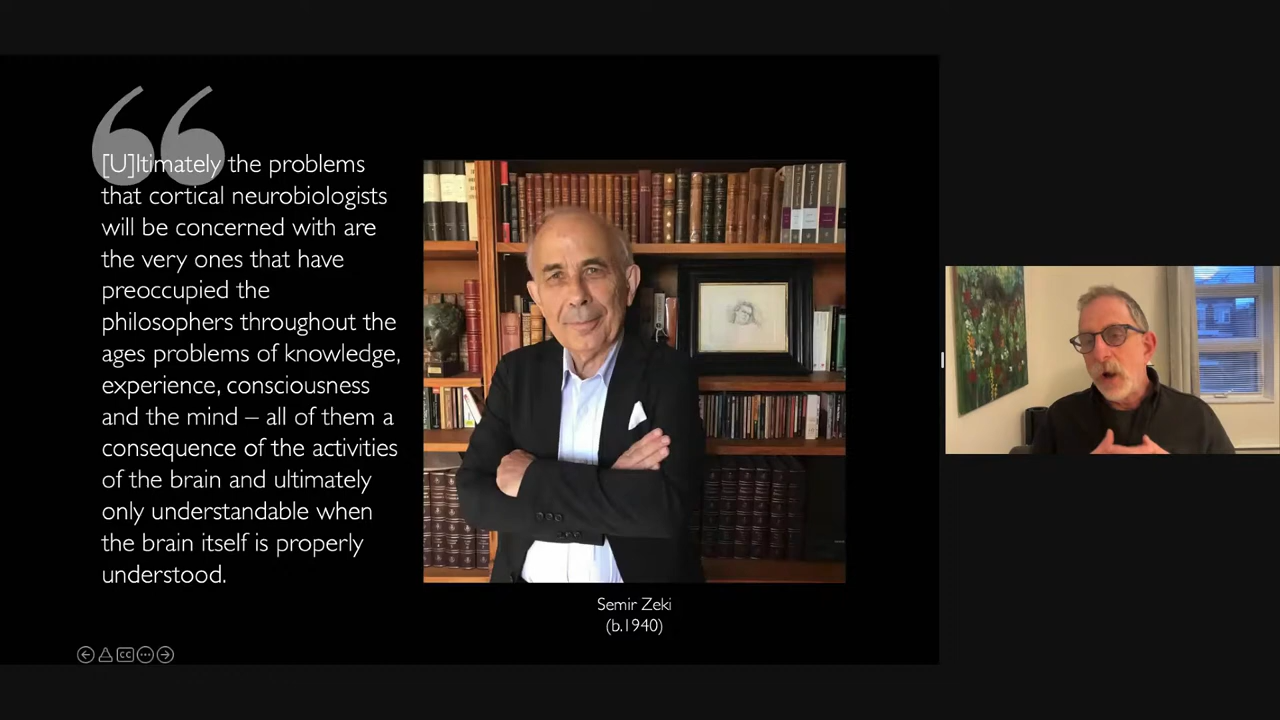 [U]ltimately the problems
that cortical neurobiologists
will be concerned with are
the very ones that have
preoccupied the
philosophers throughout the
ages problems of knowledge,
experience, consciousness
and the mind – all of them a
consequence of the activities
of the brain and ultimately
only understandable when
the brain itself is properly
understood.
Semir Zeki
(b.1940)
CC